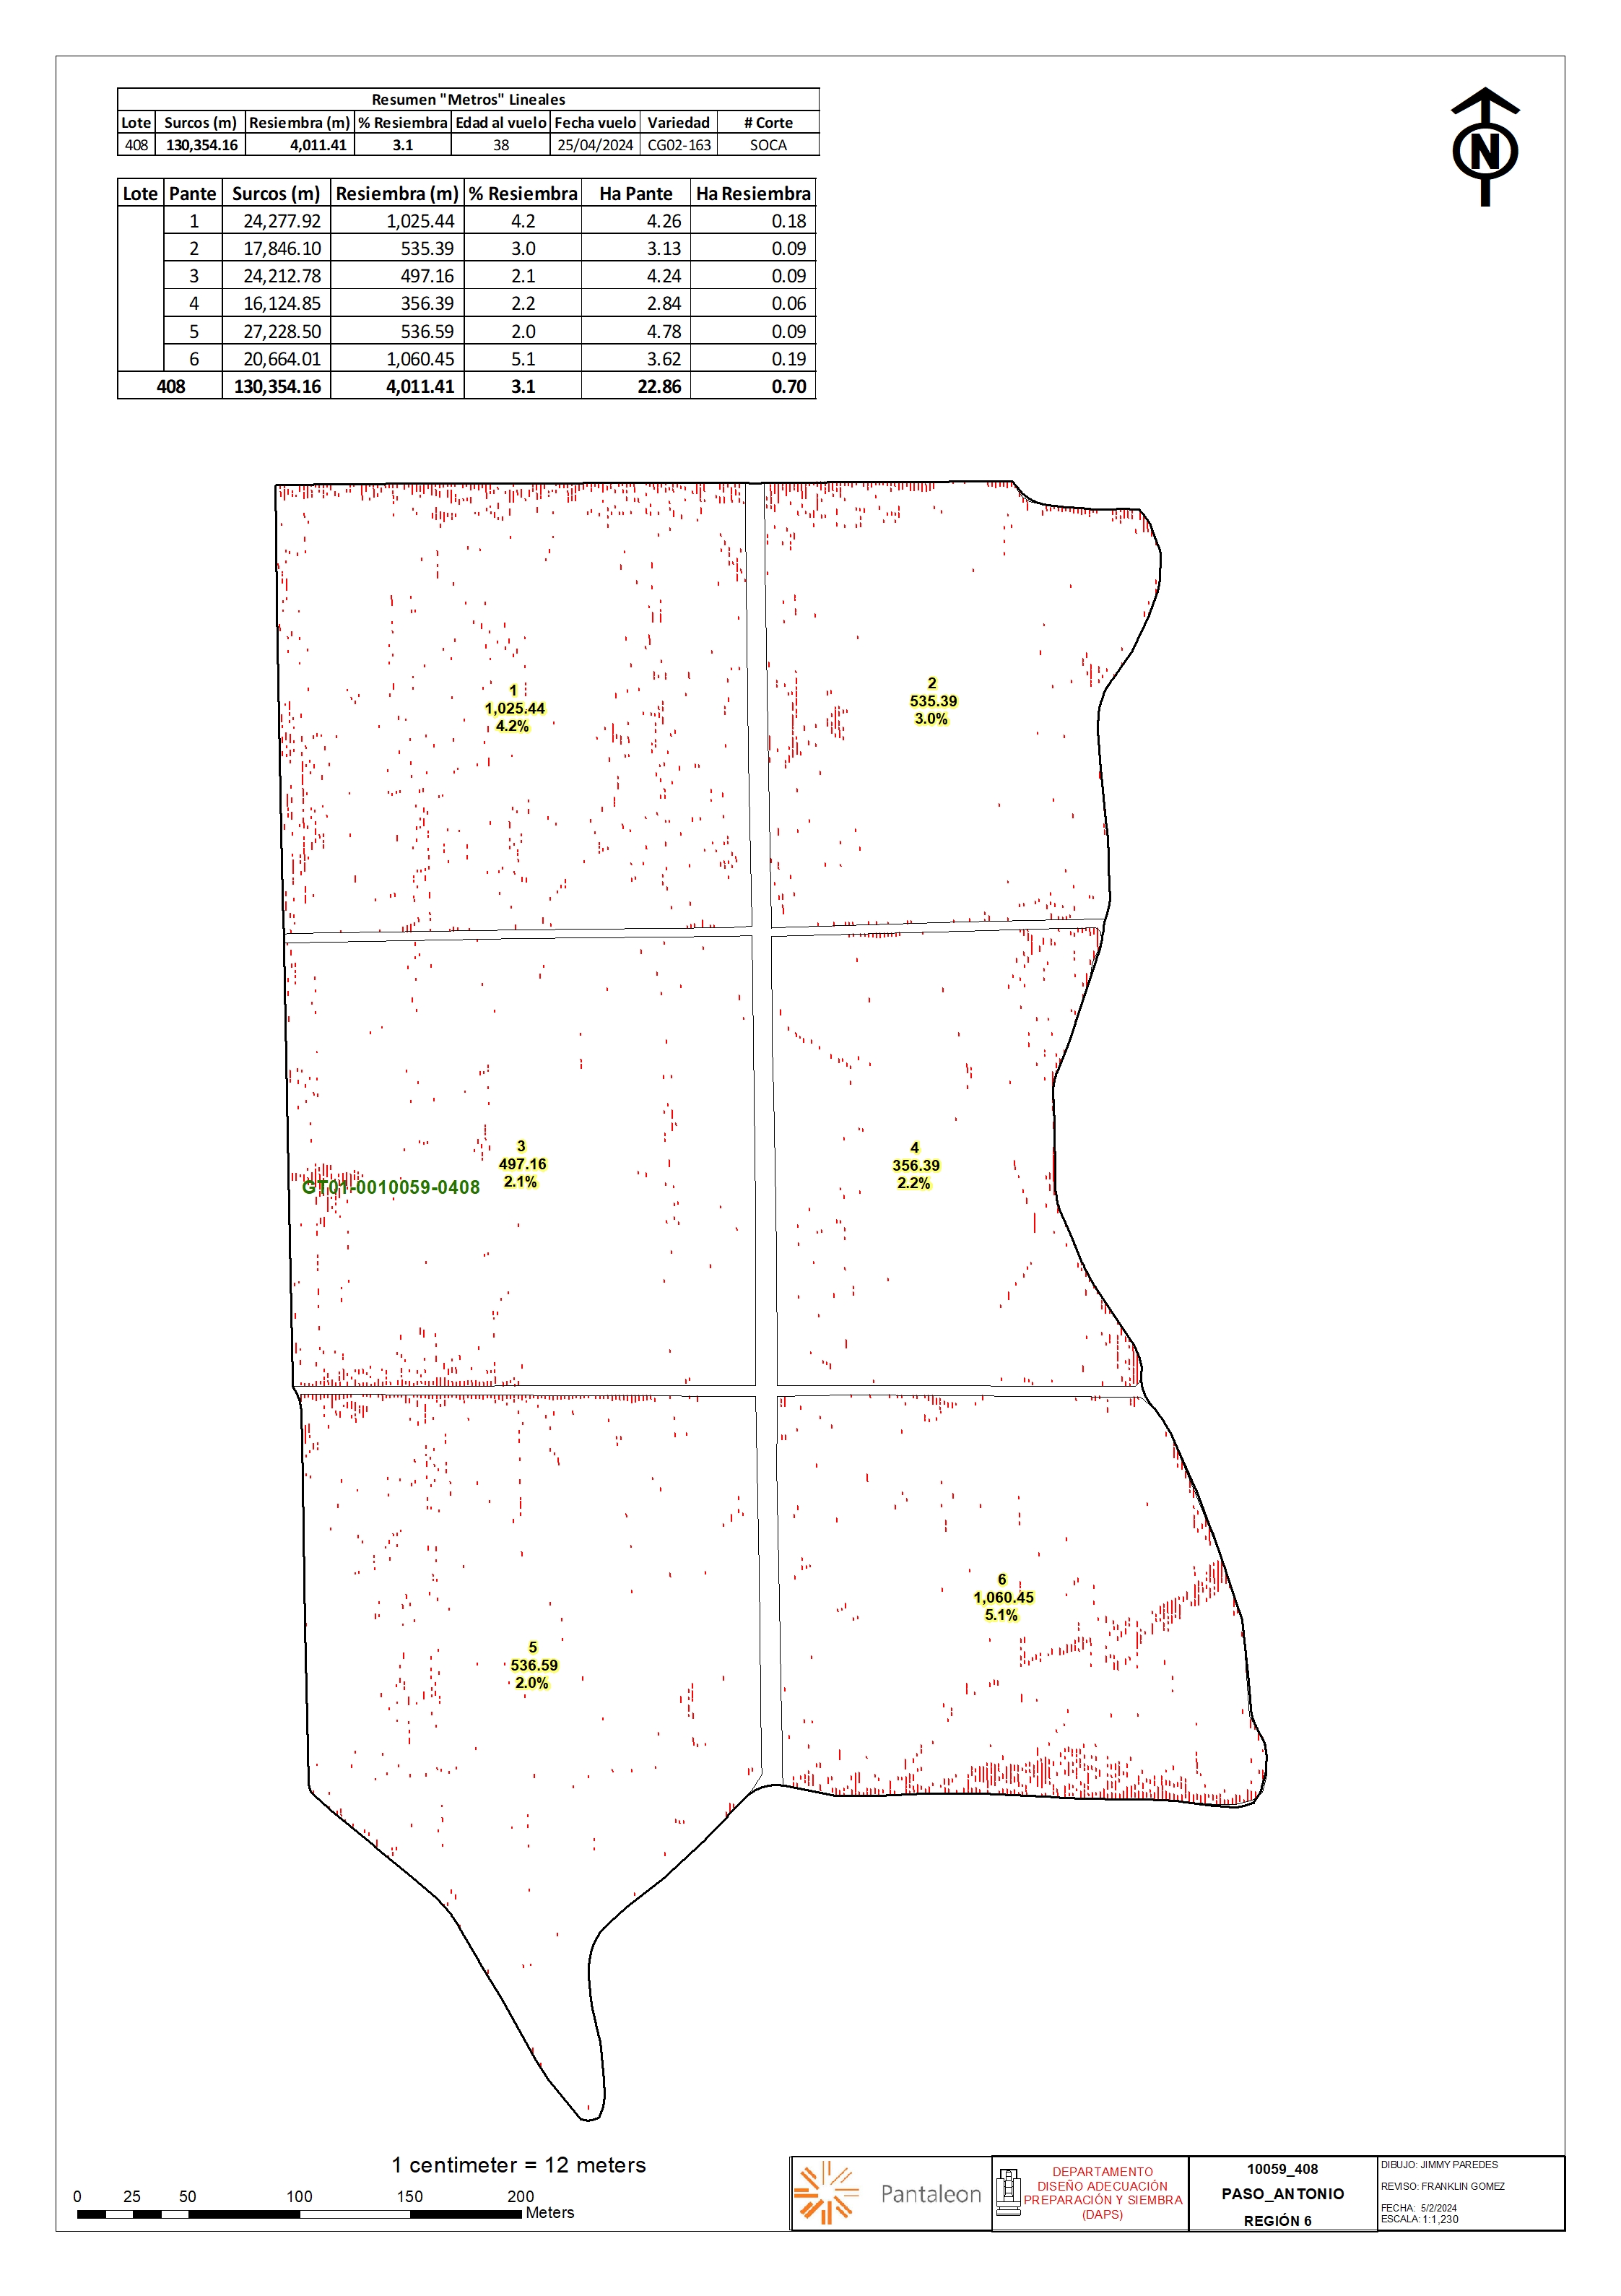 Resumen "Metros" Lineales
Lote Surcos (m) Resiembra (m) % Resiembra Edad al vuelo Fecha vuelo Variedad # Corte
408 130,354.16 4,011.41 3.1 38 25/04/2024 CG02-163 SOCA
Lote Pante Surcos (m) Resiembra (m) % Resiembra Ha Pante Ha Resiembra
1 24,277.92 1,025.44 4.2 4.26 0.18
2 17,846.10 535.39 3.0 3.13 0.09
3 24,212.78 497.16 2.1 4.24 0.09
4 16,124.85 356.39 2.2 2.84 0.06
5 27,228.50 536.59 2.0 4.78 0.09
6 20,664.01 1,060.45 5.1 3.62 0.19
408 130,354.16 4,011.41 3.1 22.86 0.70
N
1
1,025.44
4.2%
2
535.39
3.0%
3
497.16
2.1%
GT01-0010059-0408
4
356.39
2.2%
5
536.59
2.0%
6
1,060.45
5.1%
1 centimeter = 12 meters
0 25 50 100 150 200
Meters
Pantaleon
DEPARTAMENTO
DISEÑO ADECUACIÓN
PREPARACIÓN Y SIEMBRA
(DAPS)
10059_408
PASO_ANTONIO
REGIÓN 6
DIBUJO: JIMMY PAREDES
REVISO: FRANKLIN GOMEZ
FECHA: 5/2/2024
ESCALA: 1:1,230